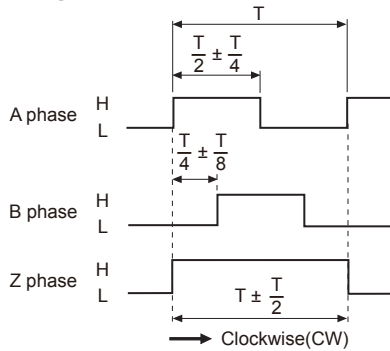 T
T/2 ± T/4
A phase H
L
T/4 ± T/8
B phase H
L
Z phase H
L
T ± T/2
Clockwise(CW)